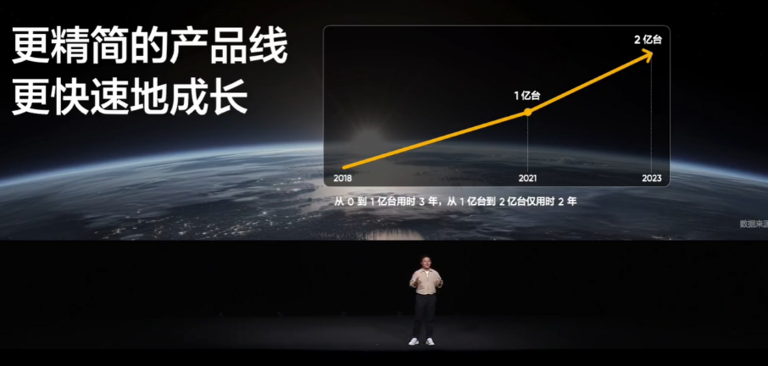 更精简的产品线
更快速地成长
2 亿台
1 亿台
2018
2021
2023
从 0 到 1 亿台用时 3 年，从 1 亿台到 2 亿台仅用时 2 年
数据来源